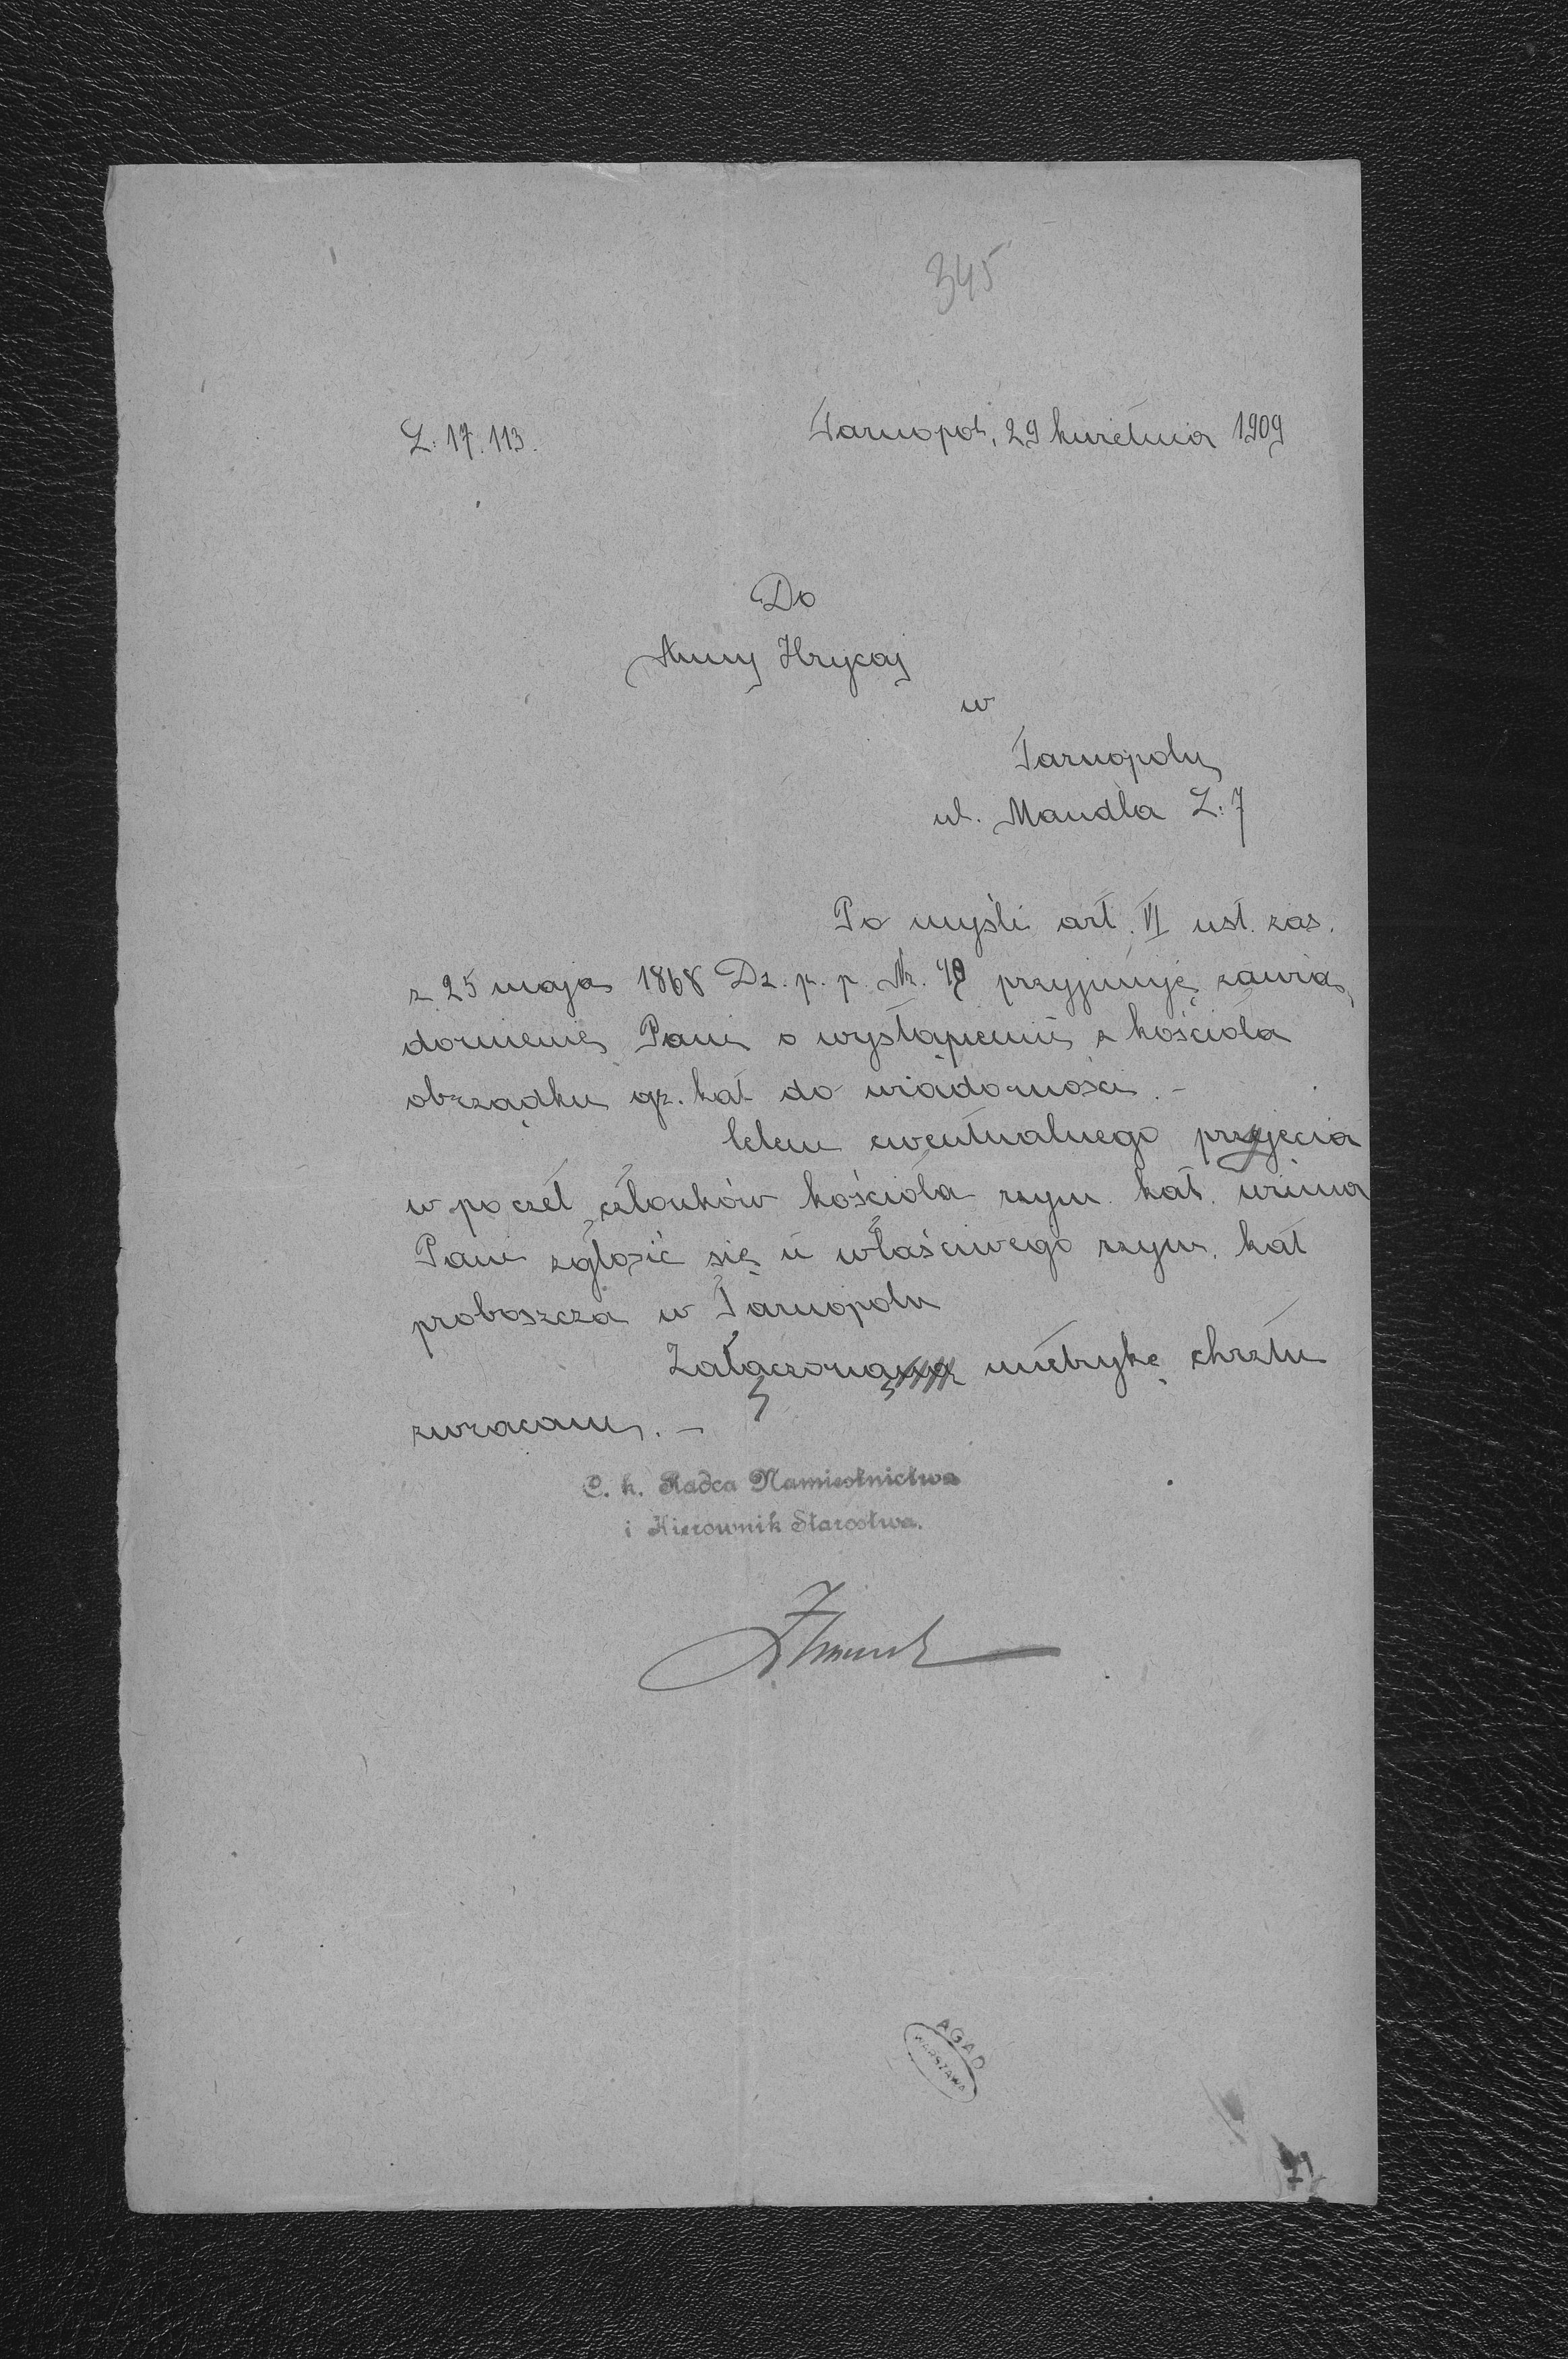 345
L. 17.113. Tarnopol, 29 kwietnia 1909
Do
Anny Hrycaj
w
Tarnopolu
ul. Mandla L: 7
Po myśli art. VI ust. zas.
z 25 maja 1868 Dz. p. p. Nr. 49 przyjmuję zawia
domienie Pani o wystąpieniu z kościoła
obrządku gr. kat do wiadomości. –
Celem ewentualnego przyjęcia
w poczet członków kościoła rzym. kat. winna
Pani zgłosić się u właściwego rzym. kat
proboszcza w Tarnopolu
Załączoną metrykę chrztu
zwracam. –
C. k. Radca Namiestnictwa
i Kierownik Starostwa.
AGAD
WARSZAWA